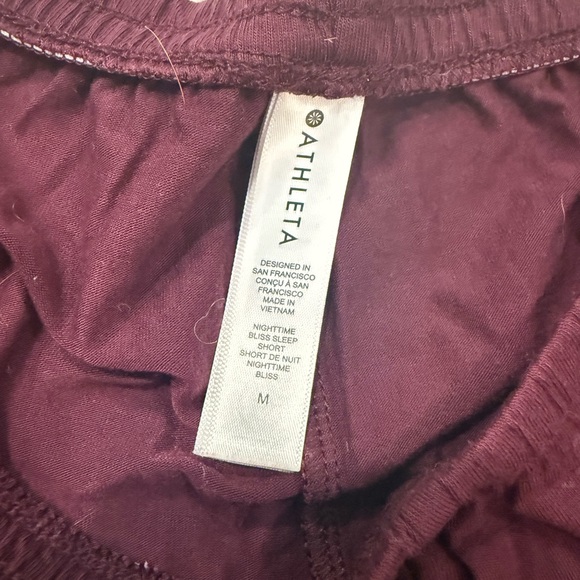 ATHLETA
DESIGNED IN
SAN FRANCISCO
CONÇU À SAN
FRANCISCO
MADE IN
VIETNAM
NIGHTTIME
BLISS SLEEP
SHORT
SHORT DE NUIT
NIGHTTIME
BLISS
M